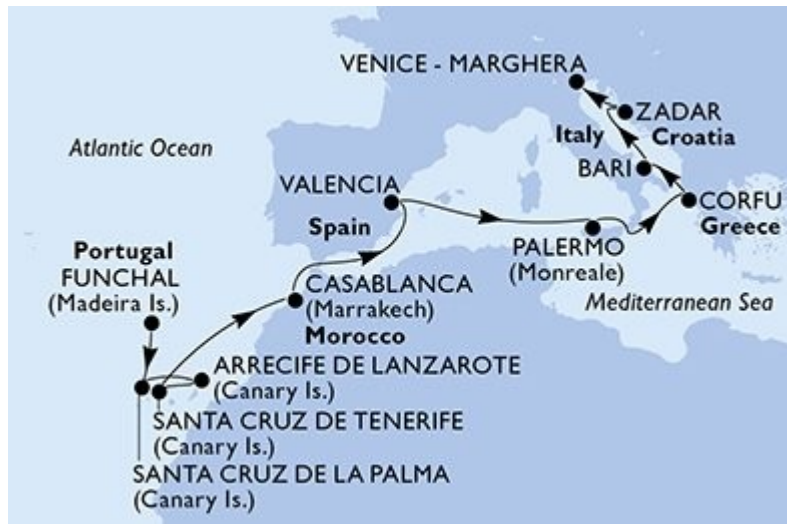 VENICE - MARGHERA
ZADAR
Croatia
Italy
Atlantic Ocean
BARI
VALENCIA
CORFU
Greece
Spain
PALERMO
(Monreale)
Portugal
FUNCHAL
(Madeira Is.)
CASABLANCA
(Marrakech)
Morocco
Mediterranean Sea
ARRECIFE DE LANZAROTE
(Canary Is.)
SANTA CRUZ DE TENERIFE
(Canary Is.)
SANTA CRUZ DE LA PALMA
(Canary Is.)